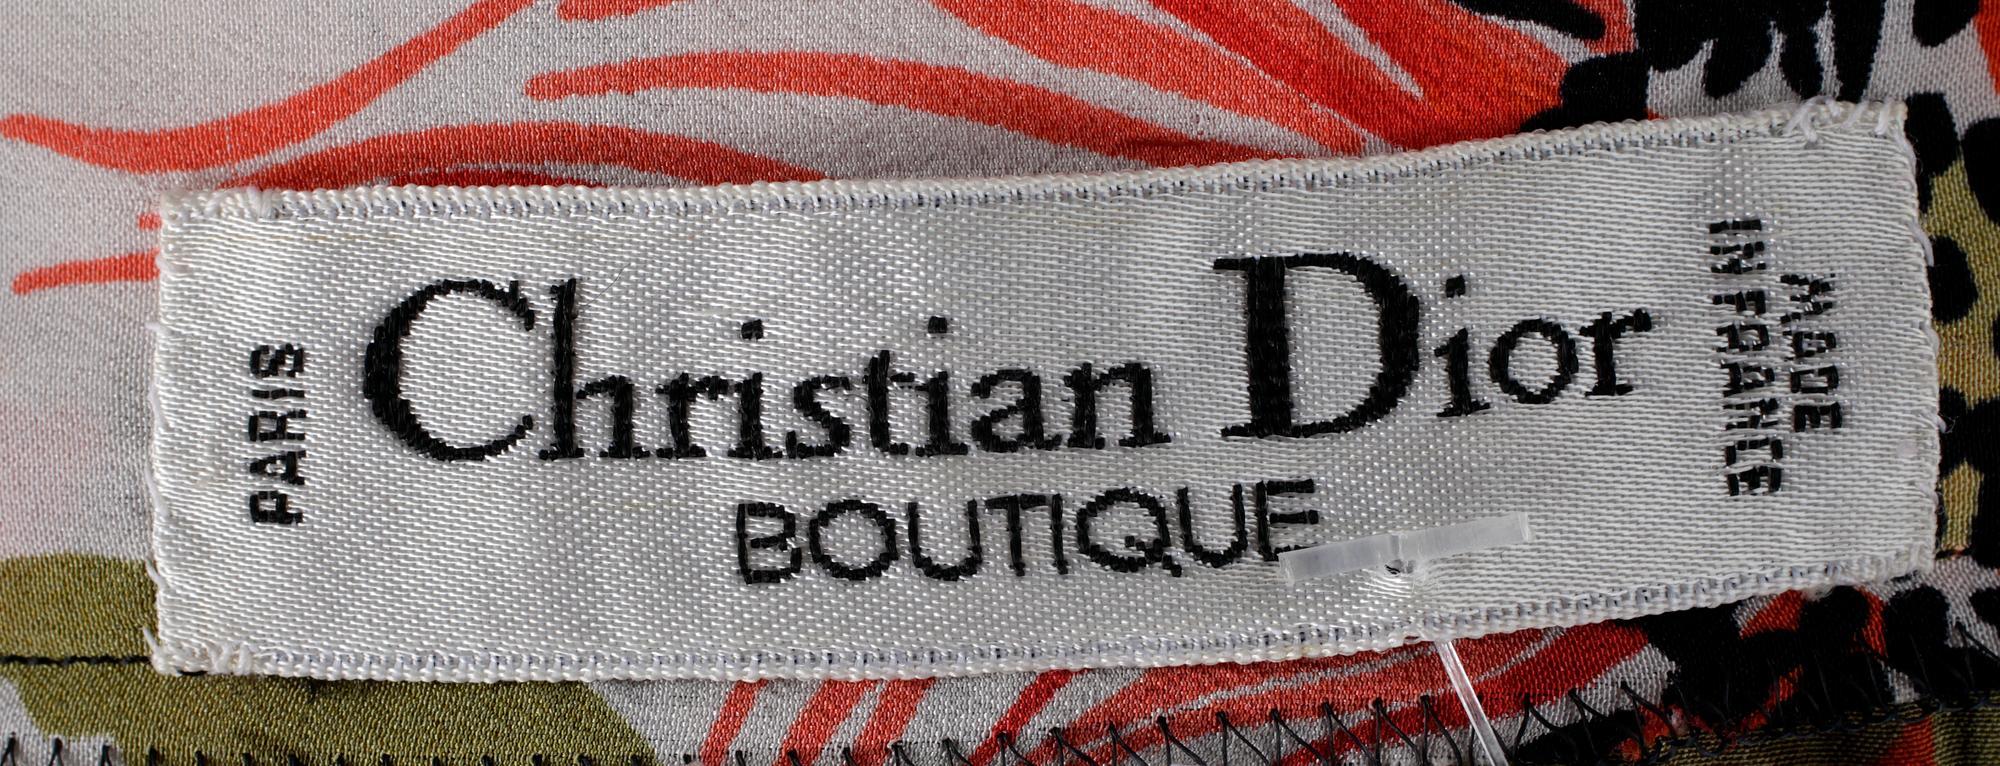 PARIS
Christian Dior
BOUTIQUE
MADE
IN FRANCE